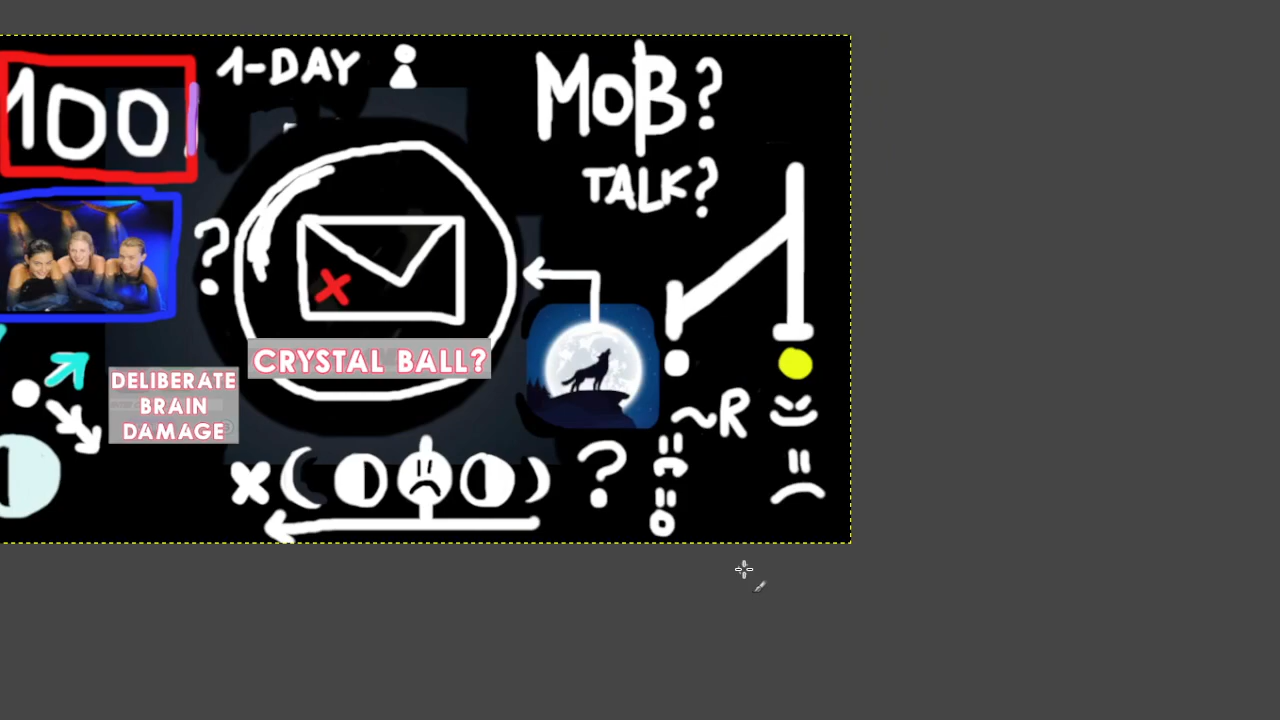 100
1-DAY
MOB?
TALK?
?
CRYSTAL BALL?
DELIBERATE
BRAIN
DAMAGE
~R
?